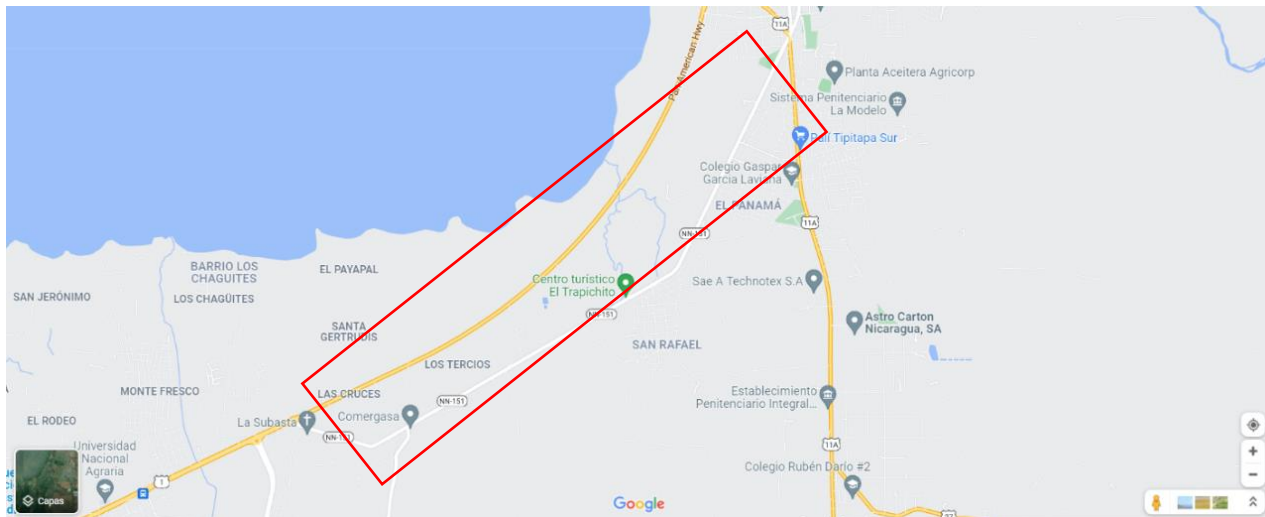 11A
Pan American Hwy
Planta Aceitera Agricorp
Sistema Penitenciario
La Modelo
Palí Tipitapa Sur
Colegio Gaspar
García Laviana
EL PANAMÁ
11A
NN-151
BARRIO LOS
CHAGUITES
EL PAYAPAL
Centro turístico
El Trapichito
Sae A Technotex S.A
SAN JERÓNIMO
LOS CHAGÜITES
NN-151
Astro Carton
Nicaragua, SA
SANTA
GERTRUDIS
SAN RAFAEL
LOS TERCIOS
MONTE FRESCO
LAS CRUCES
NN-151
Establecimiento
Penitenciario Integral...
EL RODEO
La Subasta
Comergasa
NN-151
11A
Universidad
Nacional
Agraria
Colegio Rubén Darío #2
1
Capas
Google